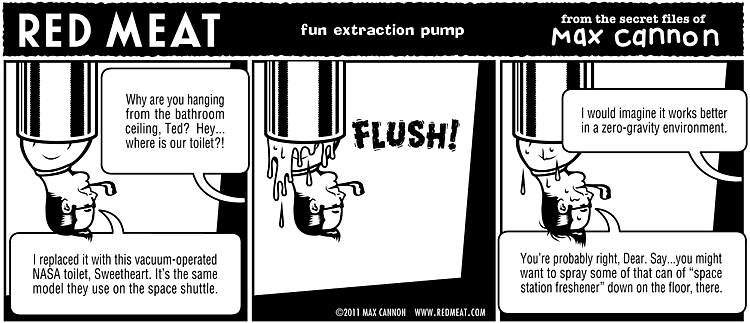 RED MEAT
fun extraction pump
from the secret files of
Max Cannon
Why are you hanging
from the bathroom
ceiling, Ted? Hey...
where is our toilet?!
I replaced it with this vacuum-operated
NASA toilet, Sweetheart. It's the same
model they use on the space shuttle.
FLUSH!
©2011 MAX CANNON WWW.REDMEAT.COM
I would imagine it works better
in a zero-gravity environment.
You're probably right, Dear. Say...you might
want to spray some of that can of "space
station freshener" down on the floor, there.